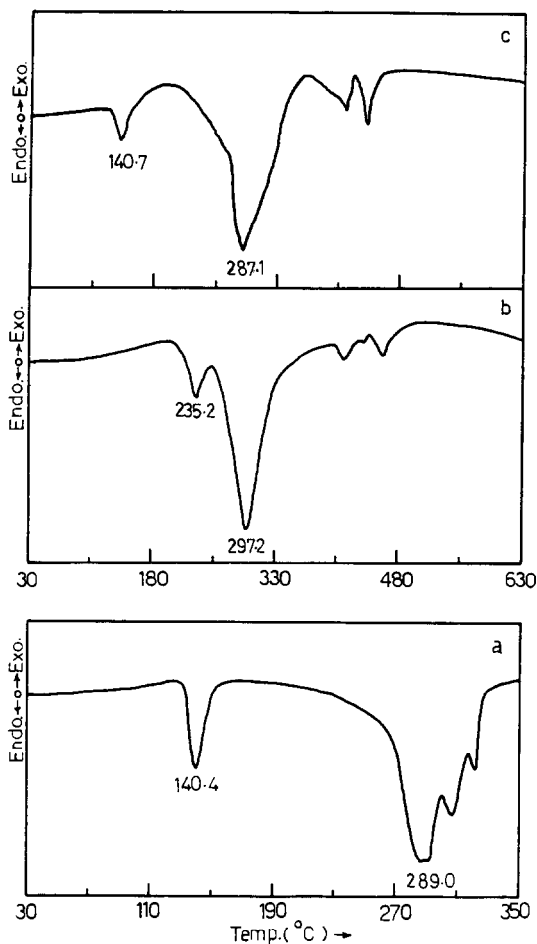 c
Endo.←o→Exo.
140·7
287·1
b
Endo.←o→Exo.
235·2
297·2
30 180 330 480 630
a
Endo.←o→Exo.
140·4
289·0
30 110 190 270 350
Temp.(°C)→